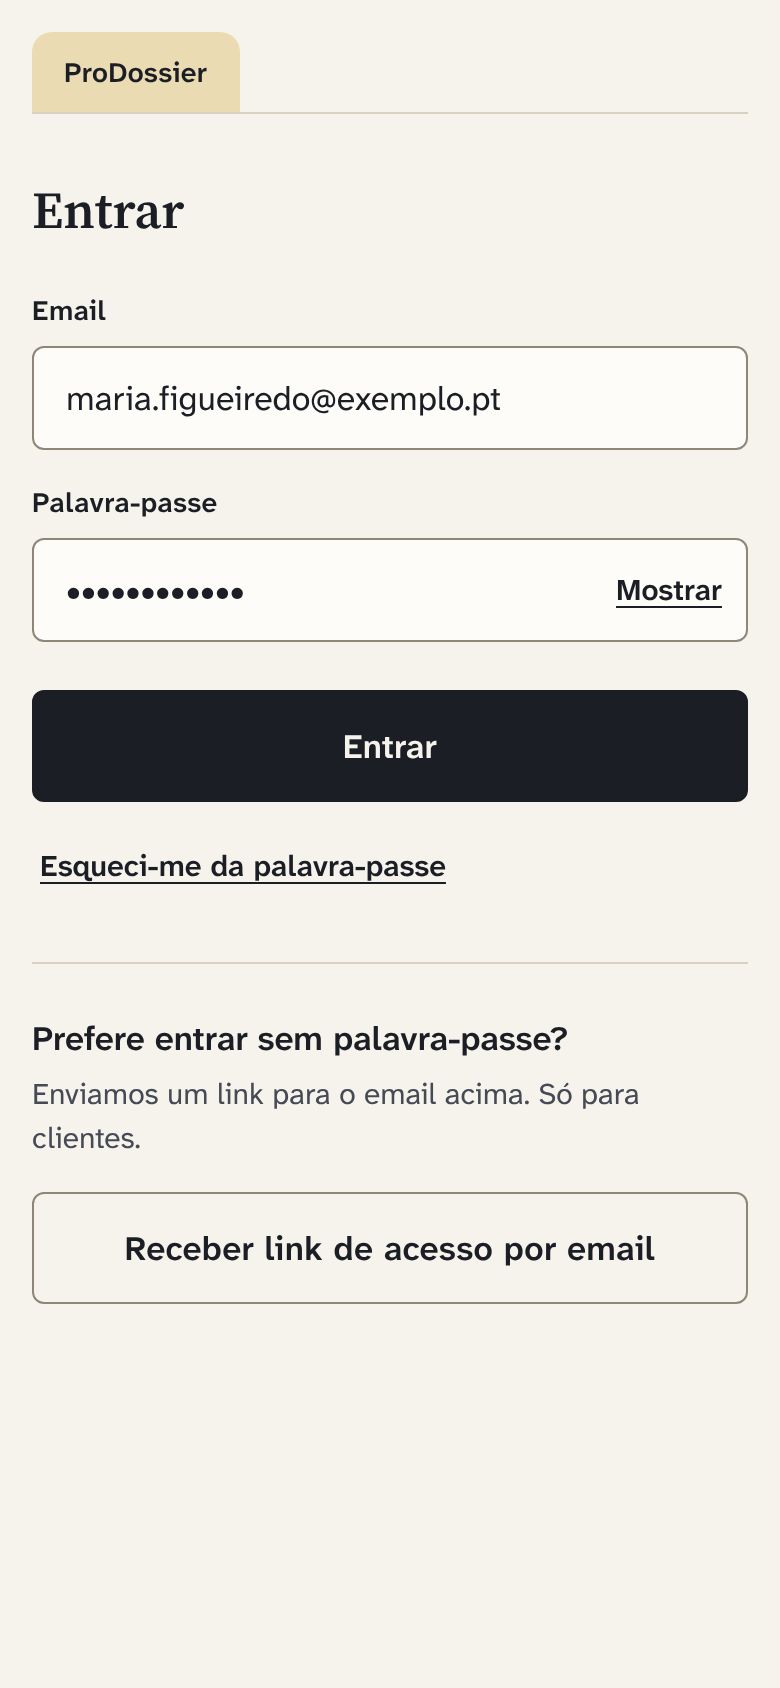 ProDossier
Entrar
Email
maria.figueiredo@exemplo.pt
Palavra-passe
••••••••••••
Mostrar
Entrar
Esqueci-me da palavra-passe
Prefere entrar sem palavra-passe?
Enviamos um link para o email acima. Só para
clientes.
Receber link de acesso por email